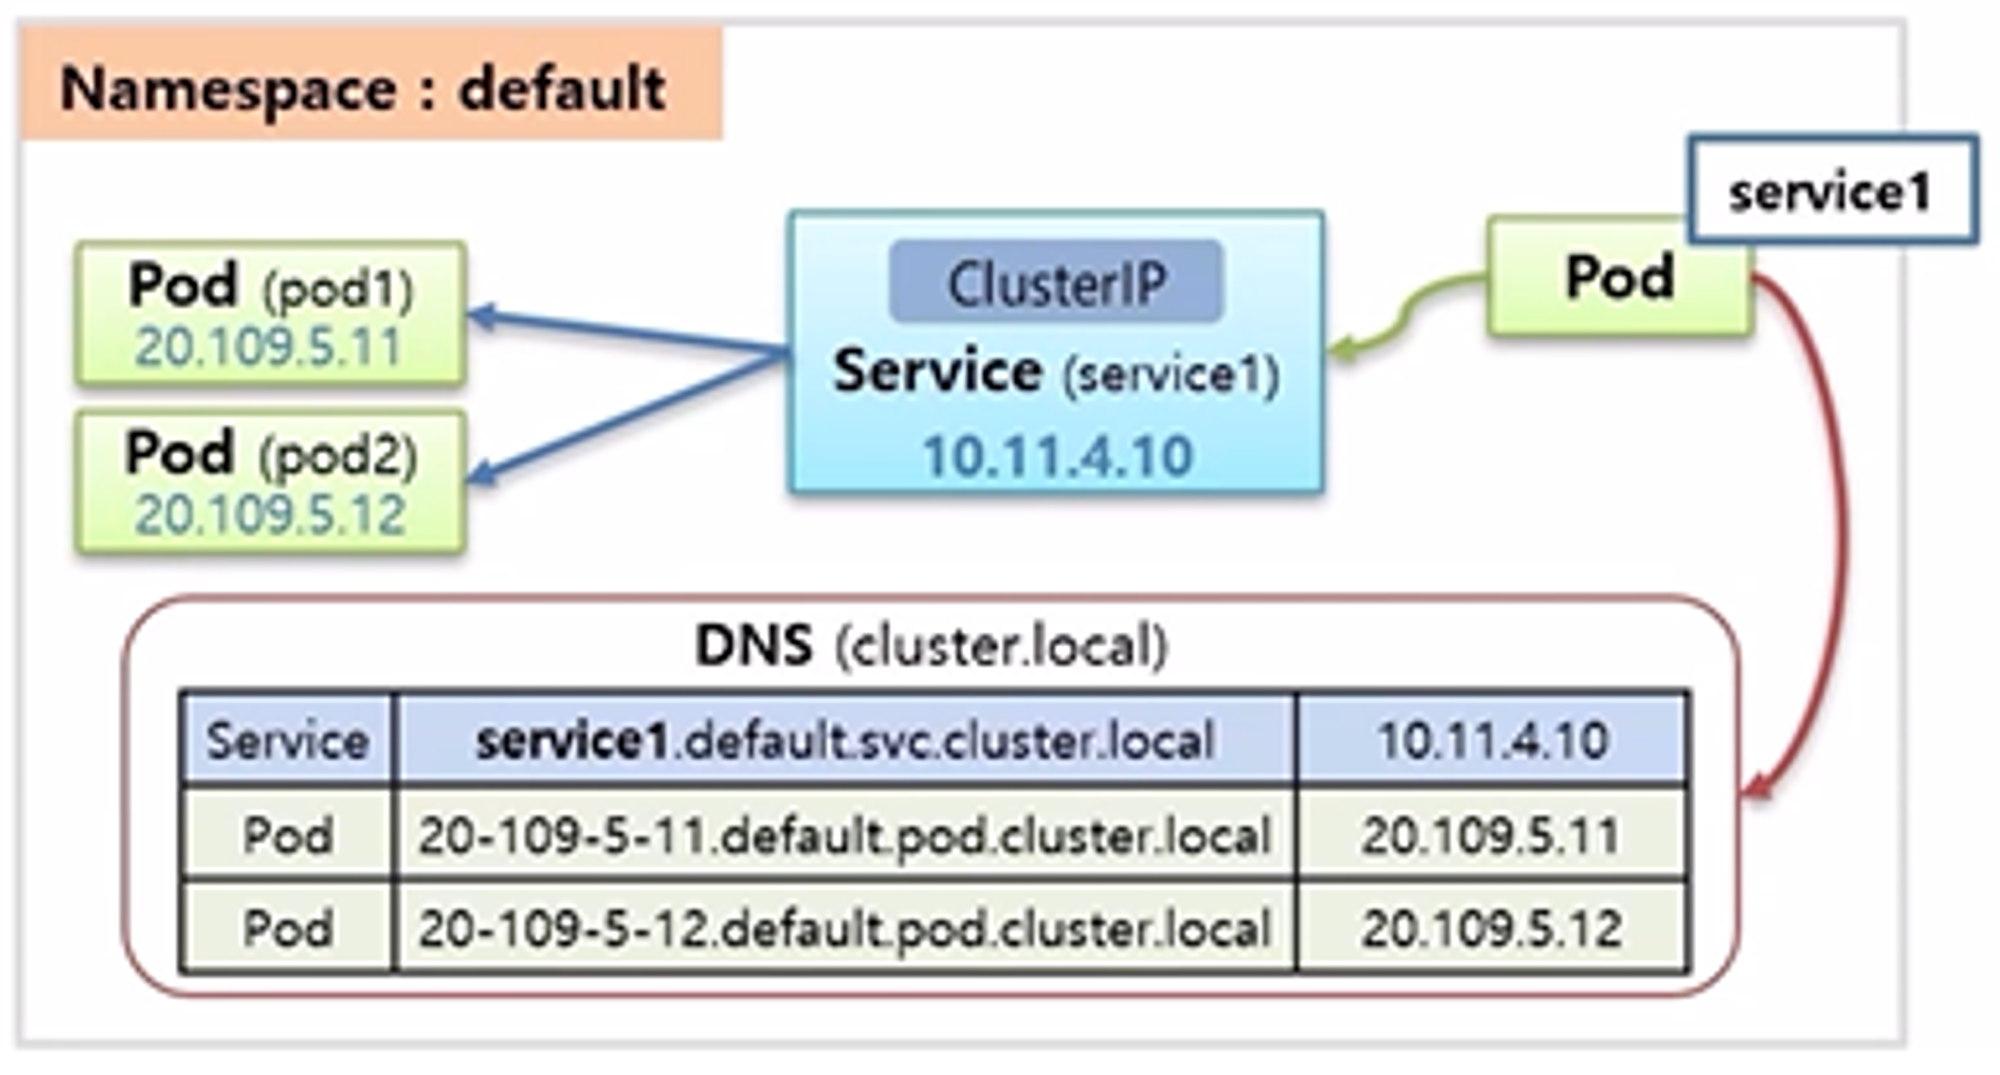 Namespace : default
service1
Pod (pod1)
20.109.5.11
Pod (pod2)
20.109.5.12
ClusterIP
Service (service1)
10.11.4.10
Pod
DNS (cluster.local)
Service service1.default.svc.cluster.local 10.11.4.10
Pod 20-109-5-11.default.pod.cluster.local 20.109.5.11
Pod 20-109-5-12.default.pod.cluster.local 20.109.5.12